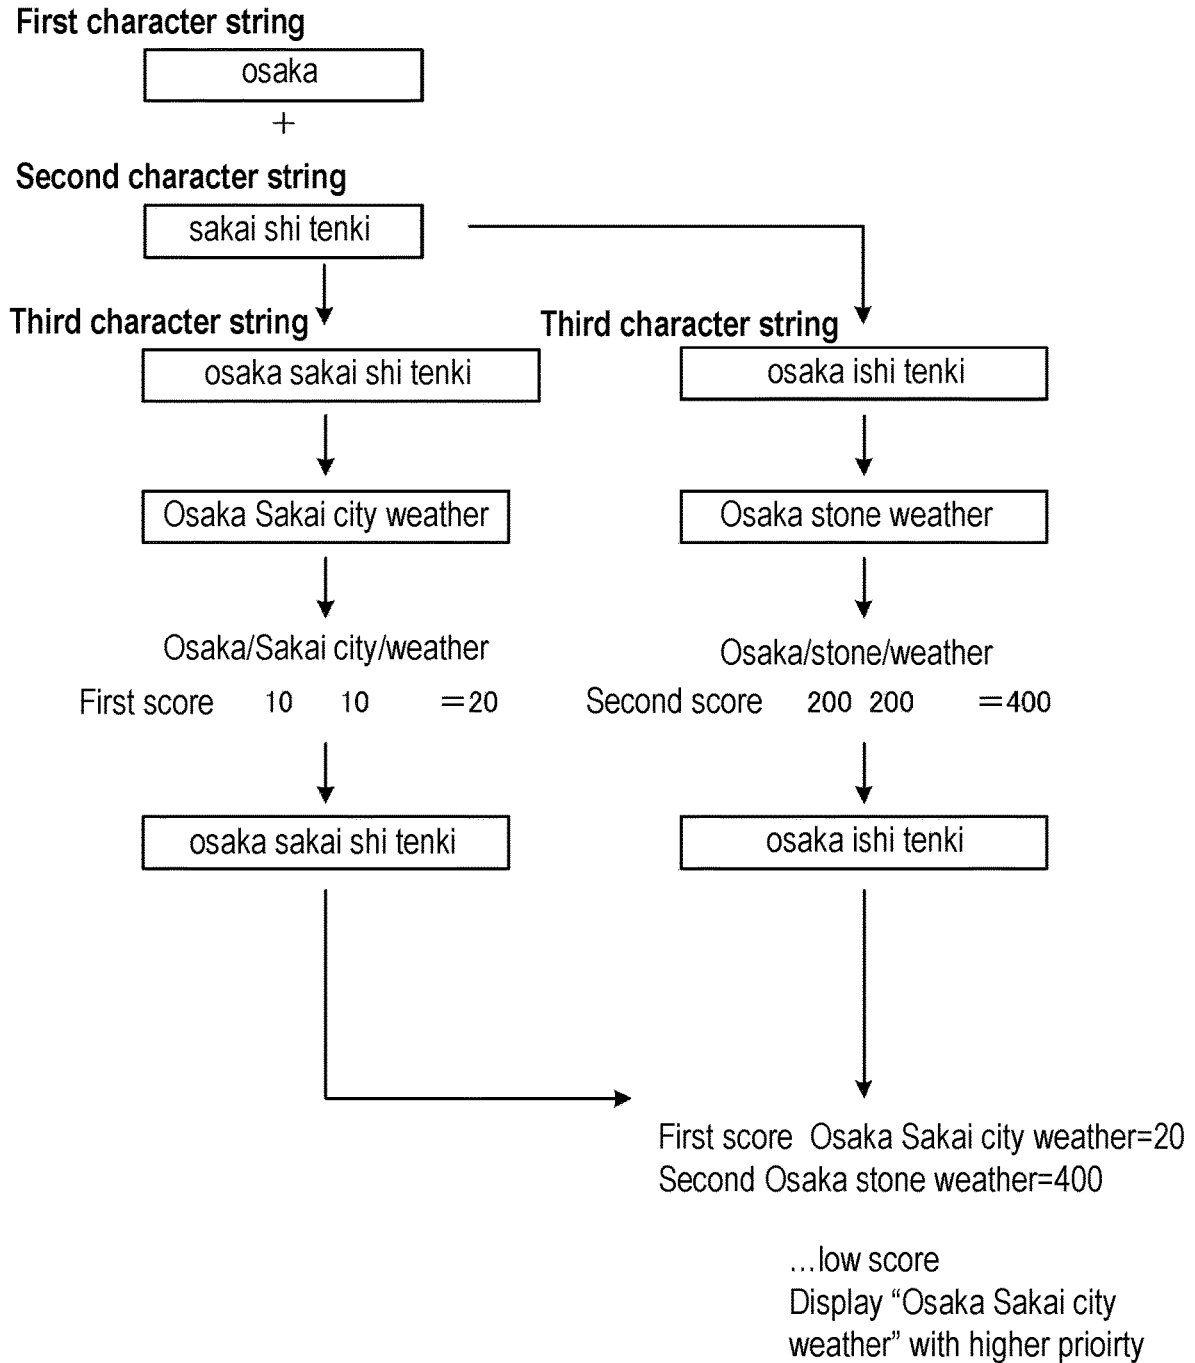 First character string
osaka
+
Second character string
sakai shi tenki
Third character string
osaka sakai shi tenki
Osaka Sakai city weather
Osaka/Sakai city/weather
First score 10 10 =20
osaka sakai shi tenki
Third character string
osaka ishi tenki
Osaka stone weather
Osaka/stone/weather
Second score 200 200 =400
osaka ishi tenki
First score Osaka Sakai city weather=20
Second Osaka stone weather=400
...low score
Display “Osaka Sakai city
weather” with higher prioirty